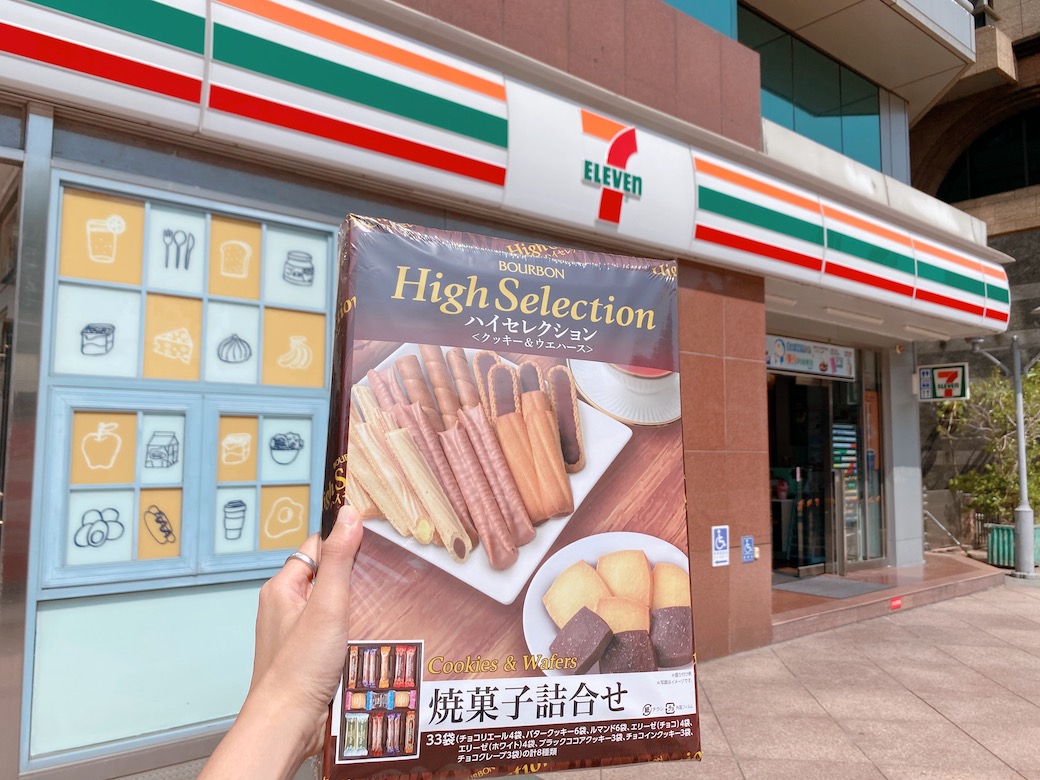 7
ELEVEn
High Selection
BOURBON
High Selection
ハイセレクション
<クッキー＆ウエハース>
Cookies & Wafers
焼菓子詰合せ
33袋(チョコリエール4袋、バタークッキー6袋、ルマンド6袋、エリーゼ(チョコ)4袋、
エリーゼ(ホワイト)4袋、ブラックココアクッキー3袋、チョコインクッキー3袋、
チョコクレープ3袋)の計8種類
BOURBON
7
ELEVEn